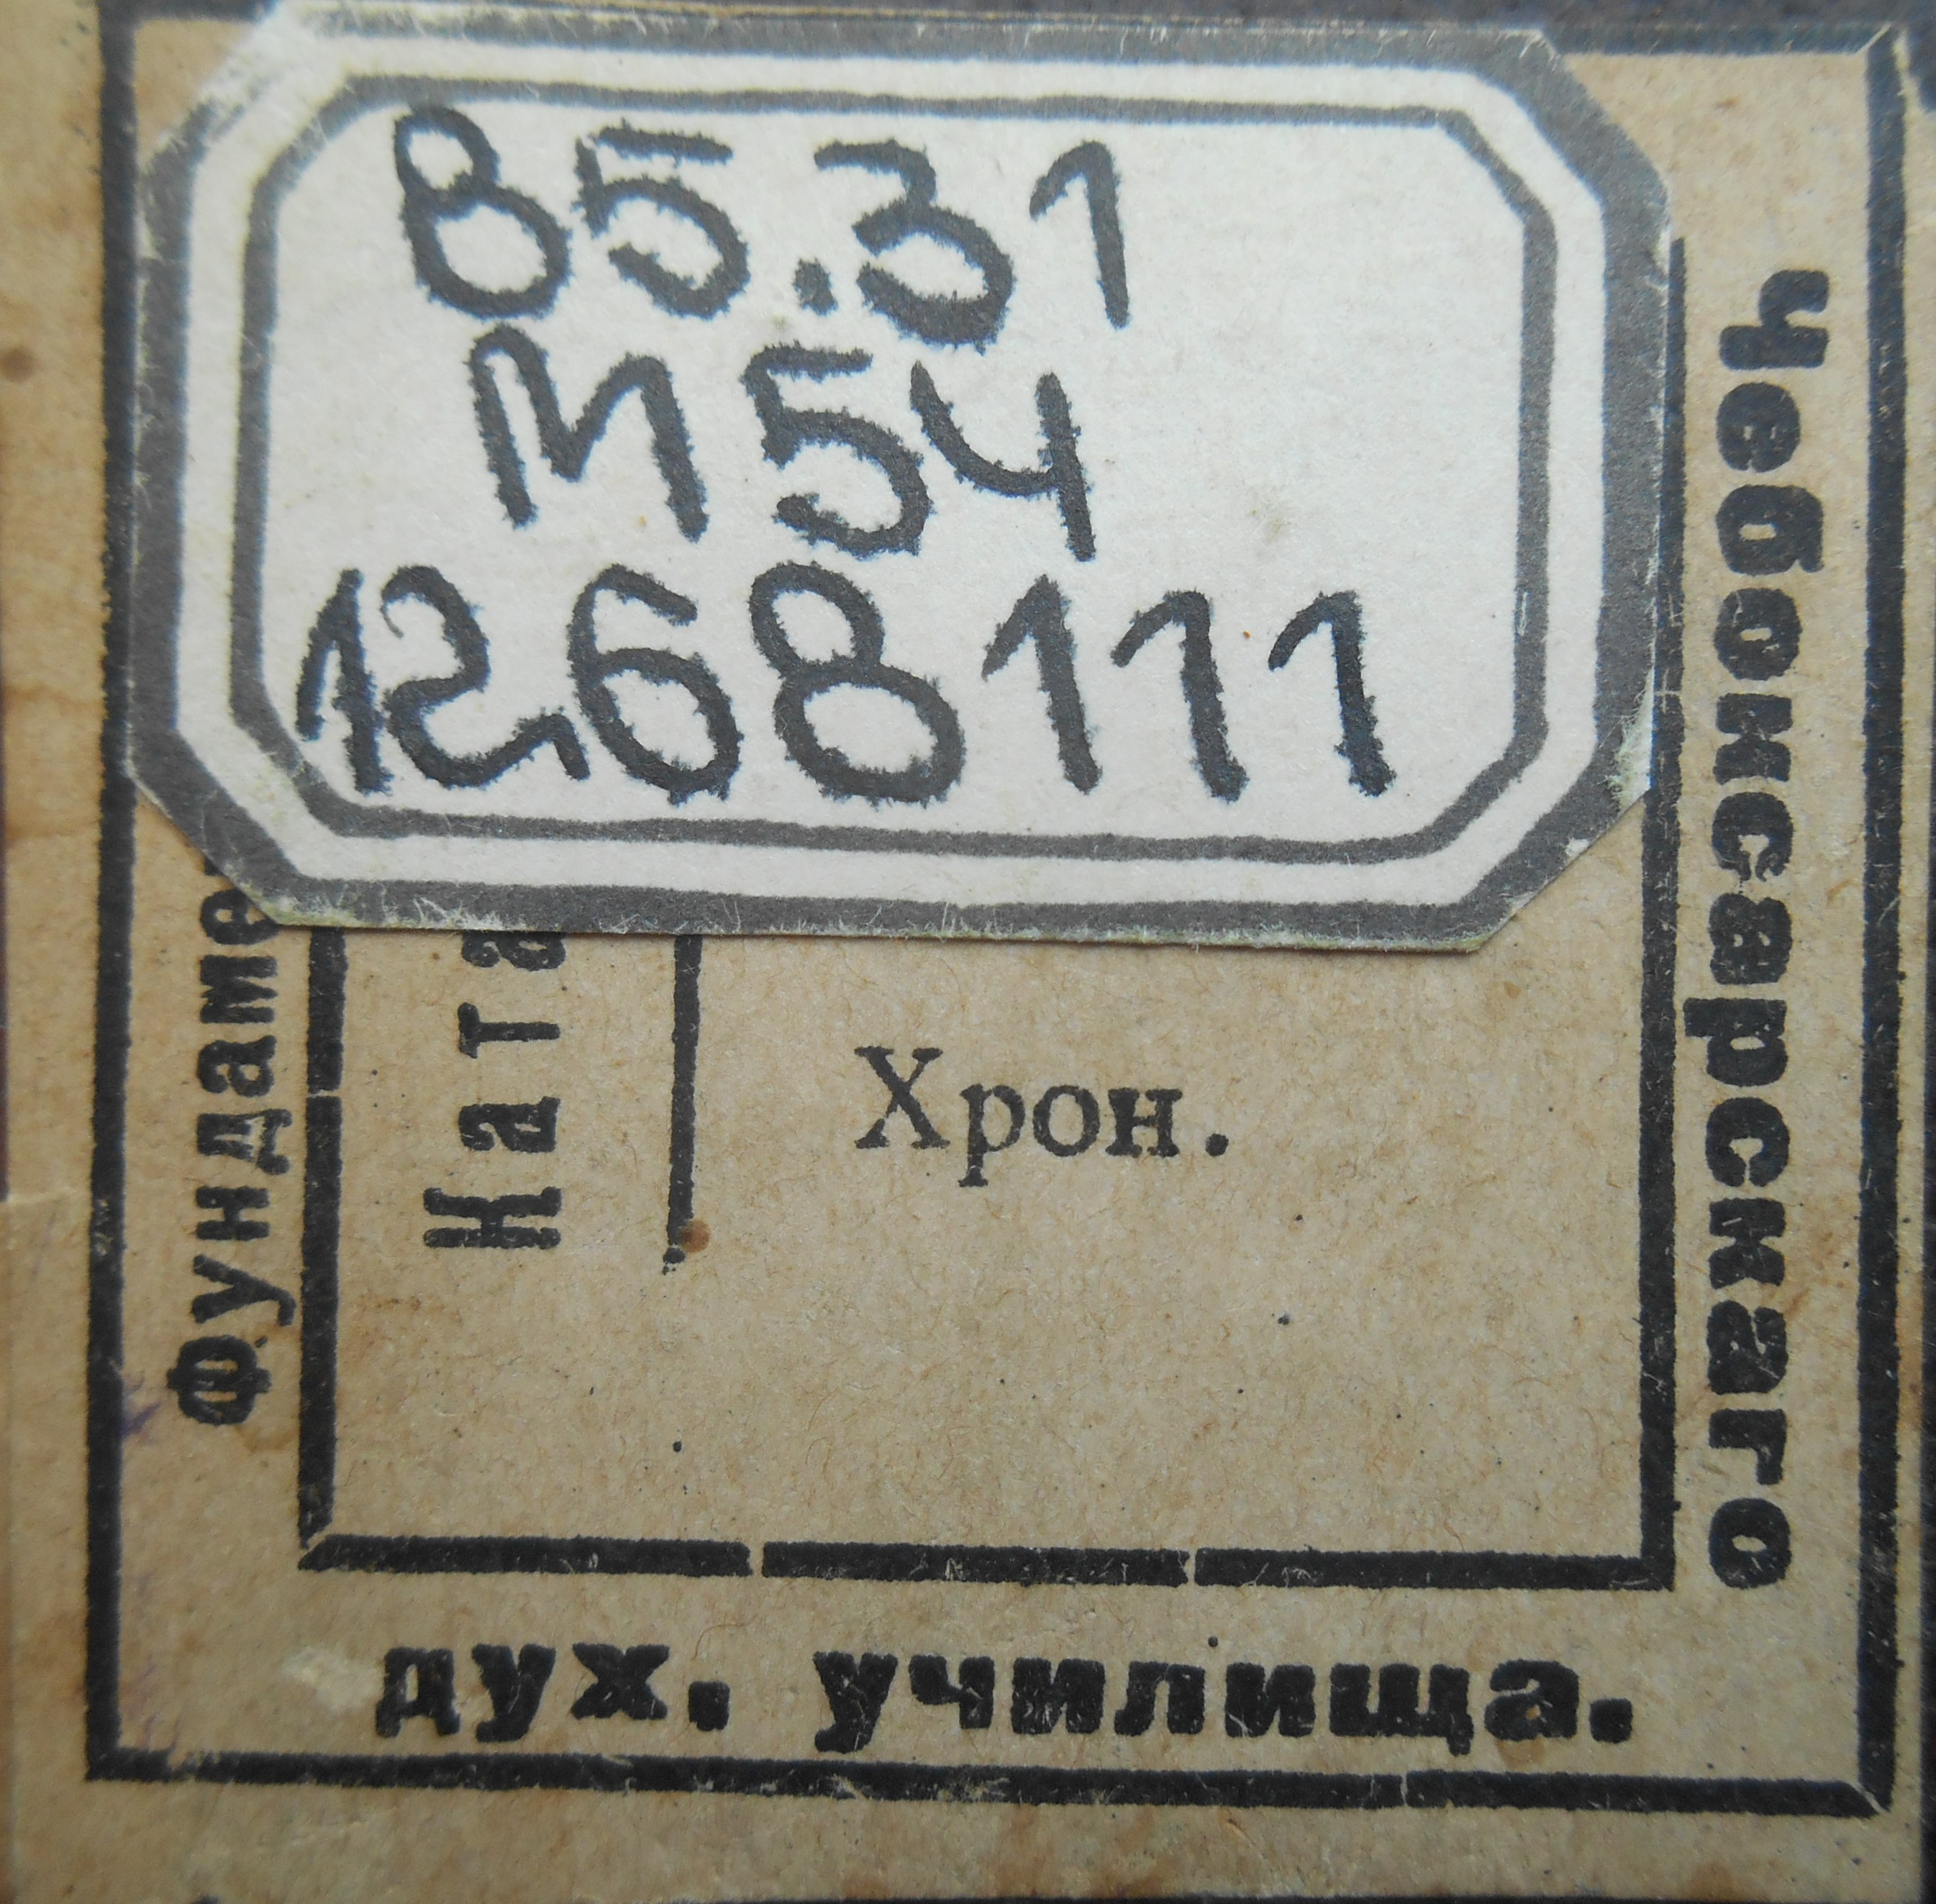 85.31
М54
1268111
Фундаме
Ката
Хрон.
Чебоксарскаго
дух. училища.